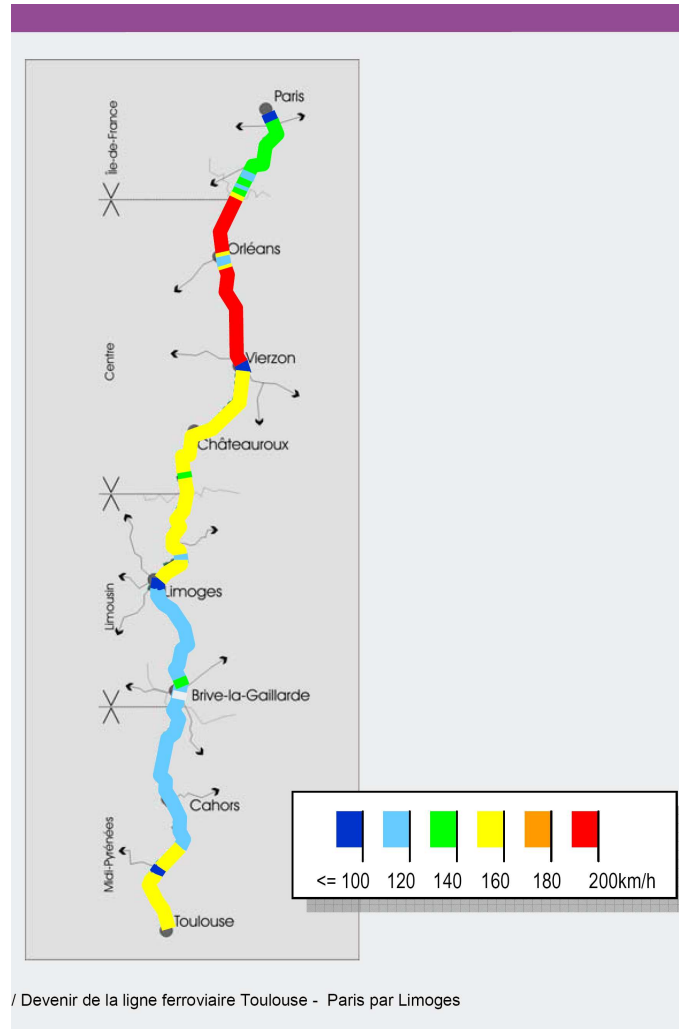 Paris
Île-de-France
Orléans
Vierzon
Centre
Châteauroux
Limoges
Limousin
Brive-la-Gaillarde
Cahors
Midi-Pyrénées
Toulouse
<= 100 120 140 160 180 200km/h
/ Devenir de la ligne ferroviaire Toulouse - Paris par Limoges